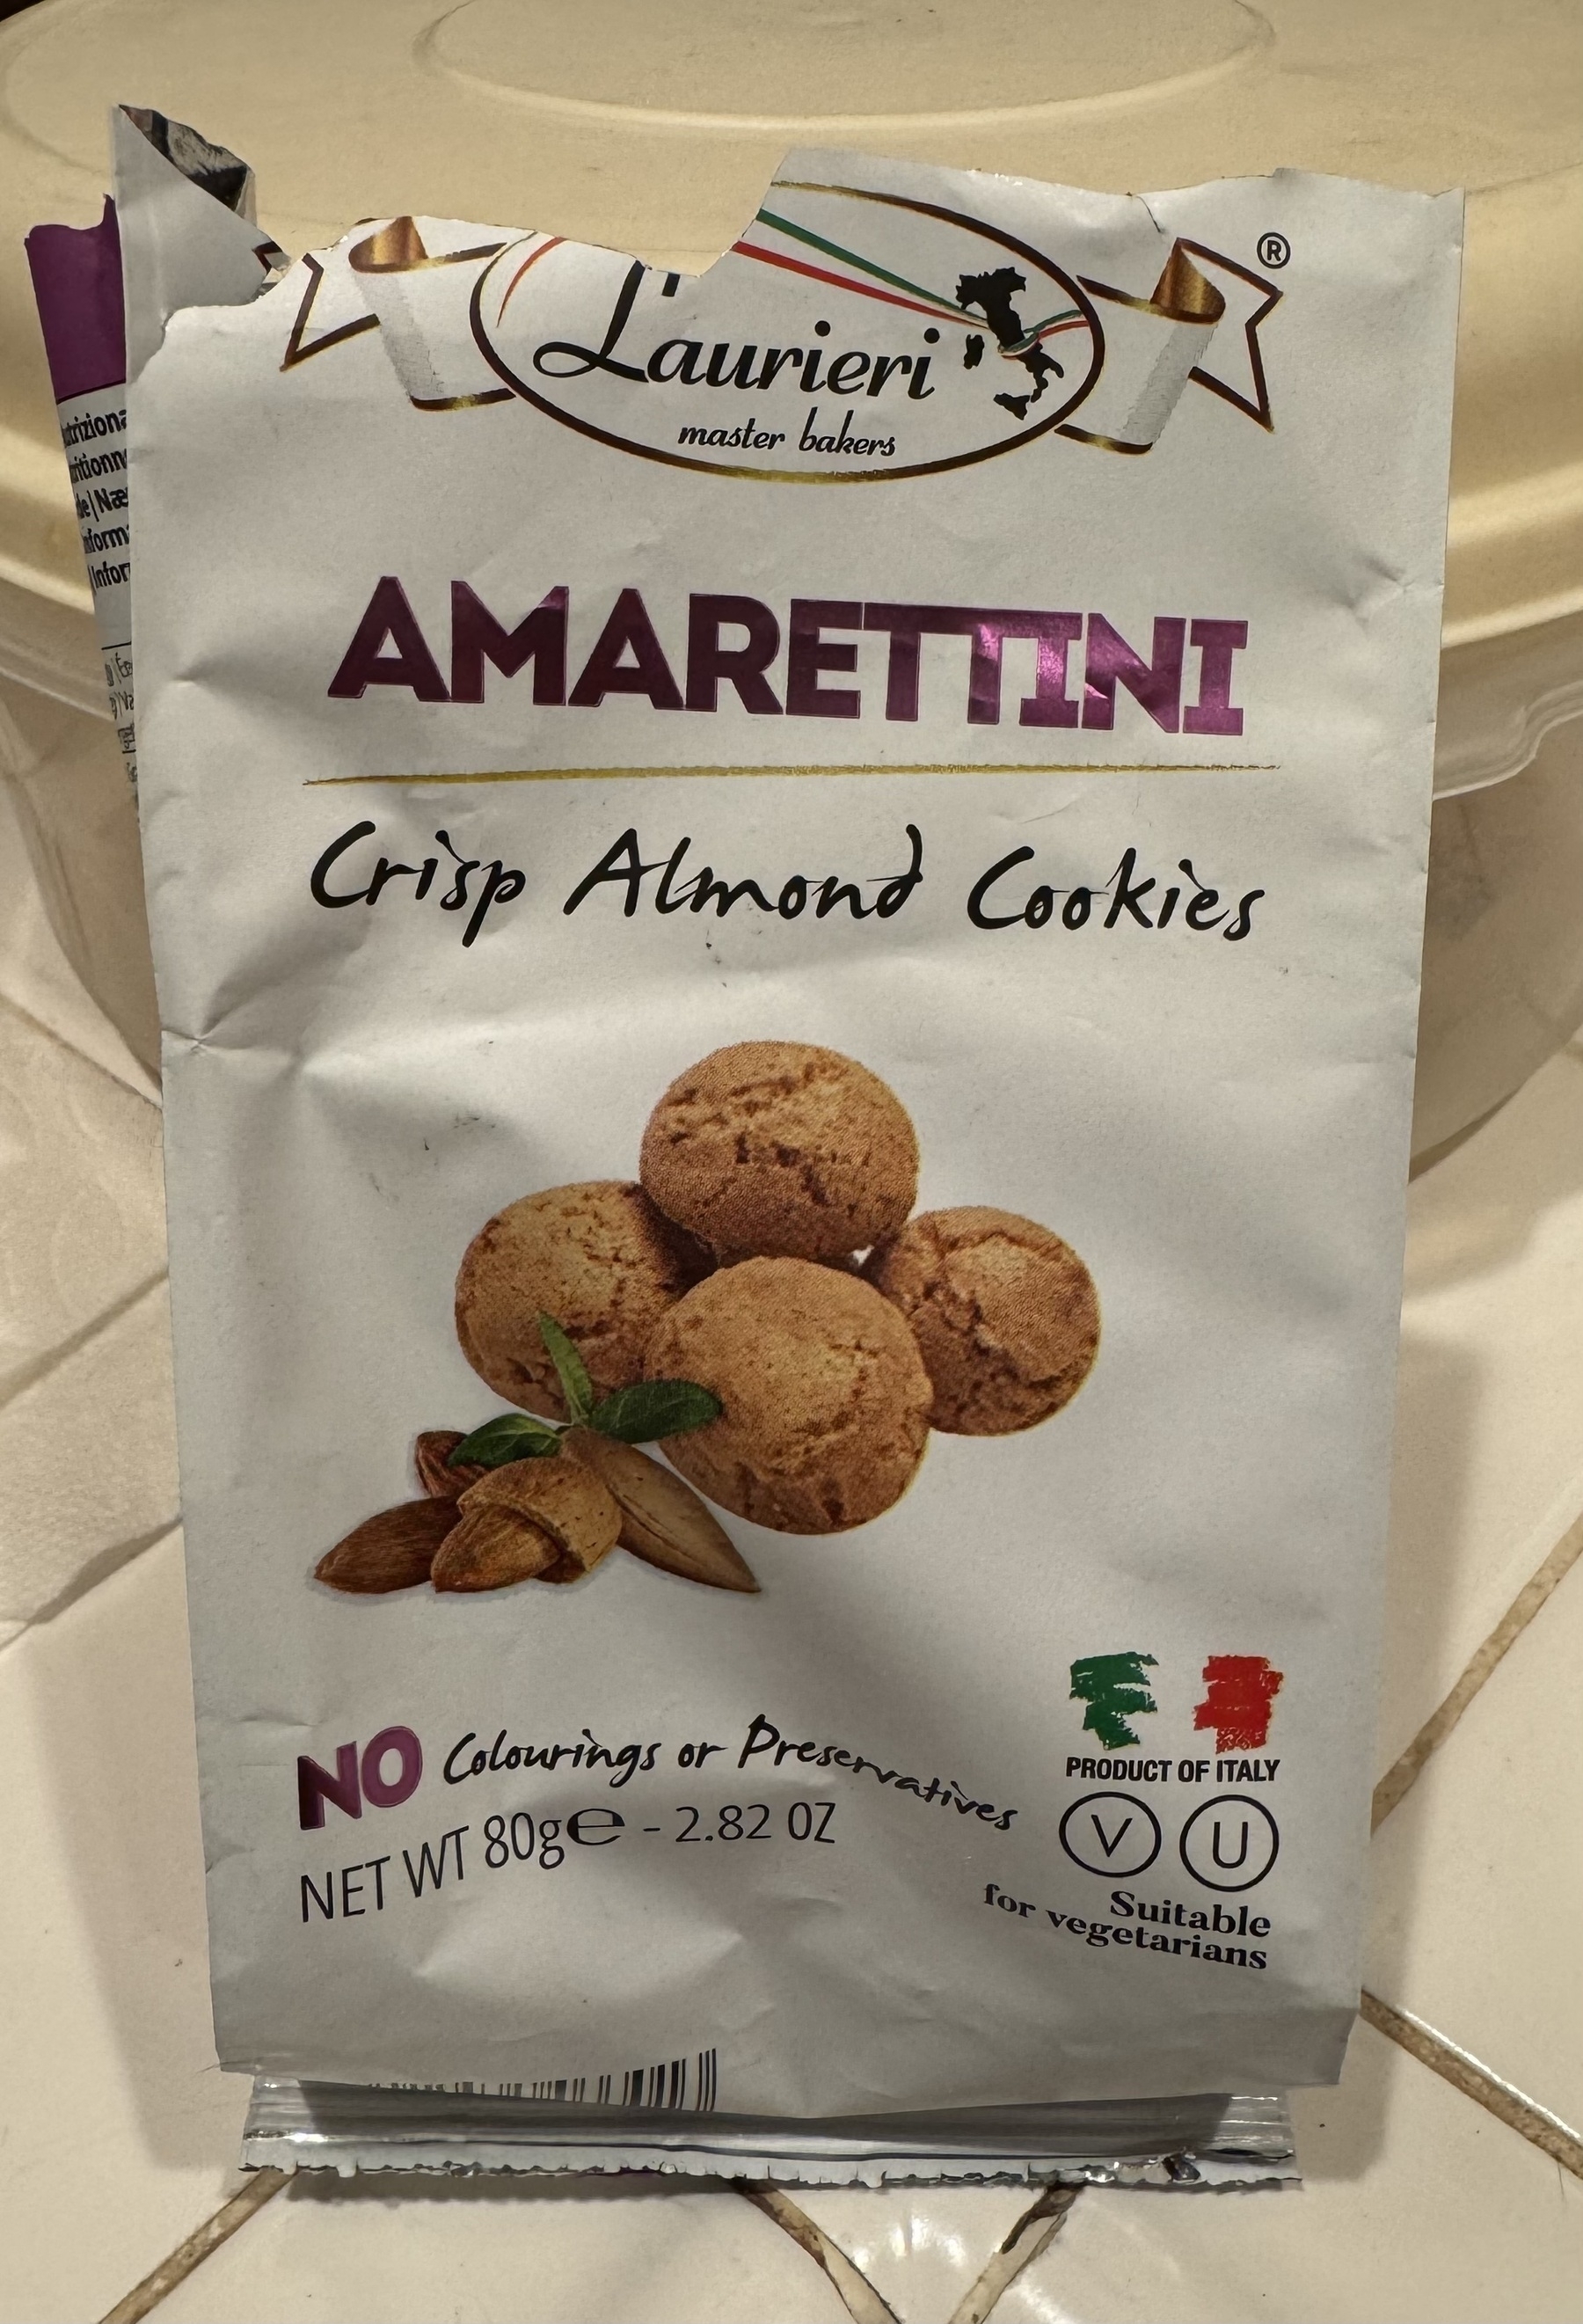 L'aurieri
®
master bakers
AMARETTINI
Crisp Almond Cookies
NO Colourings or Preservatives
NET WT 80g℮ - 2.82 OZ
PRODUCT OF ITALY
V U
Suitable
for vegetarians